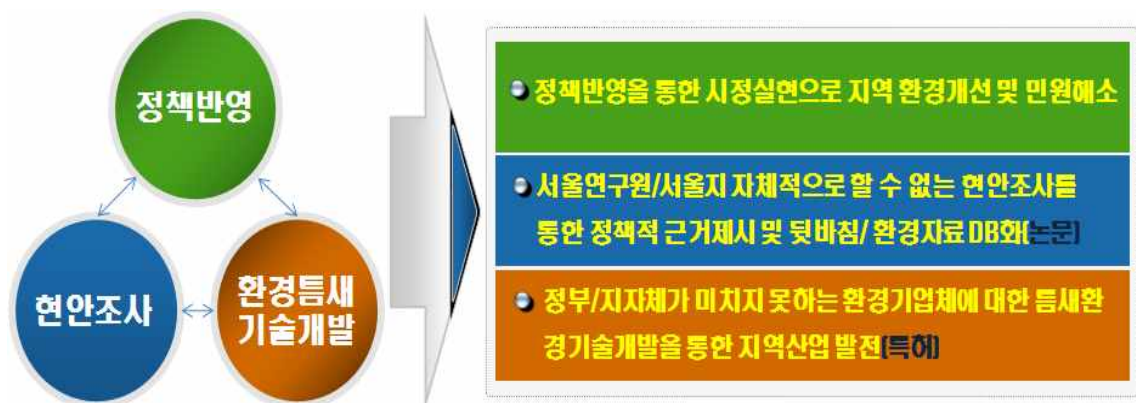 정책반영
현안조사
환경틈새
기술개발
정책반영을 통한 시정실현으로 지역 환경개선 및 민원해소
서울연구원/서울지 자체적으로 할 수 없는 현안조사를
통한 정책적 근거제시 및 뒷바침/ 환경자료 DB화(논문)
정부/지자체가 미치지 못하는 환경기업체에 대한 틈새환
경기술개발을 통한 지역산업 발전(특허)